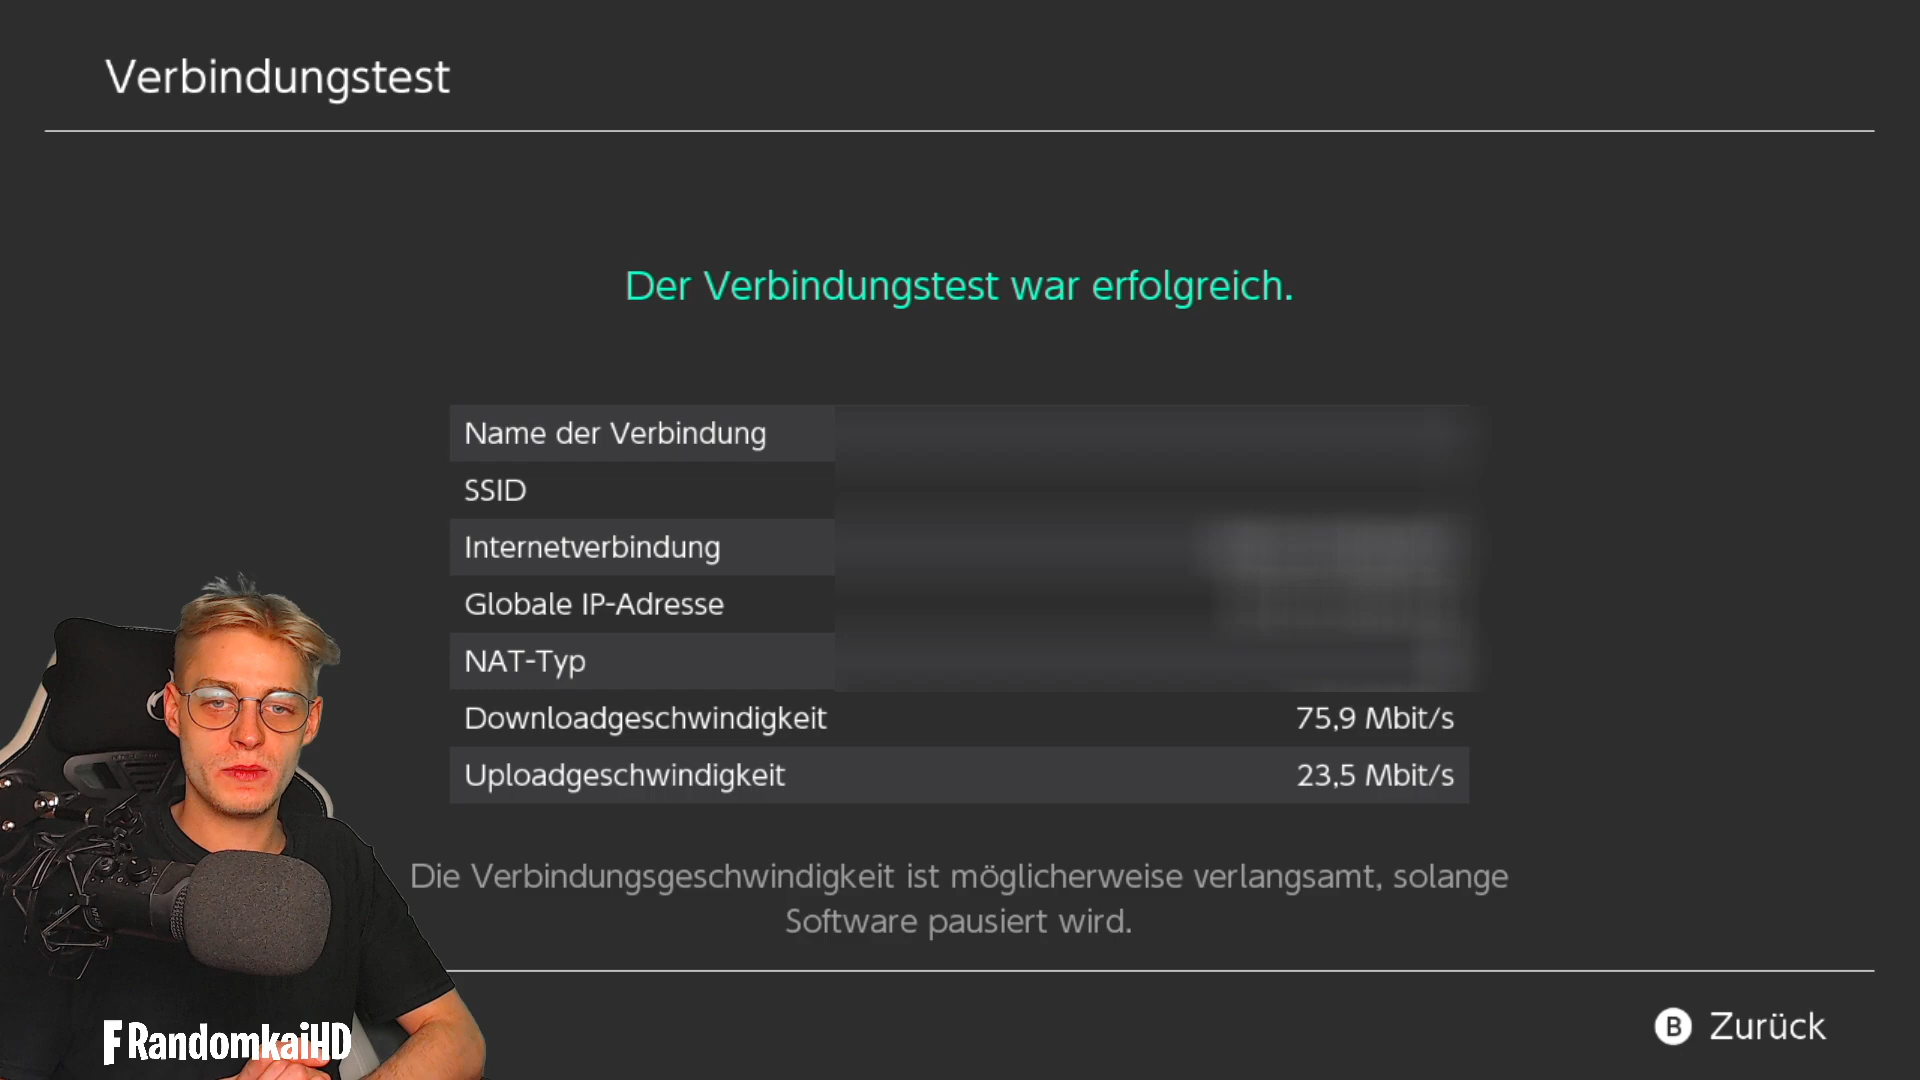 Verbindungstest
Der Verbindungstest war erfolgreich.
Name der Verbindung
SSID
Internetverbindung
Globale IP-Adresse
NAT-Typ
Downloadgeschwindigkeit 75,9 Mbit/s
Uploadgeschwindigkeit 23,5 Mbit/s
Die Verbindungsgeschwindigkeit ist möglicherweise verlangsamt, solange
Software pausiert wird.
F RandomkaiHD
B Zurück